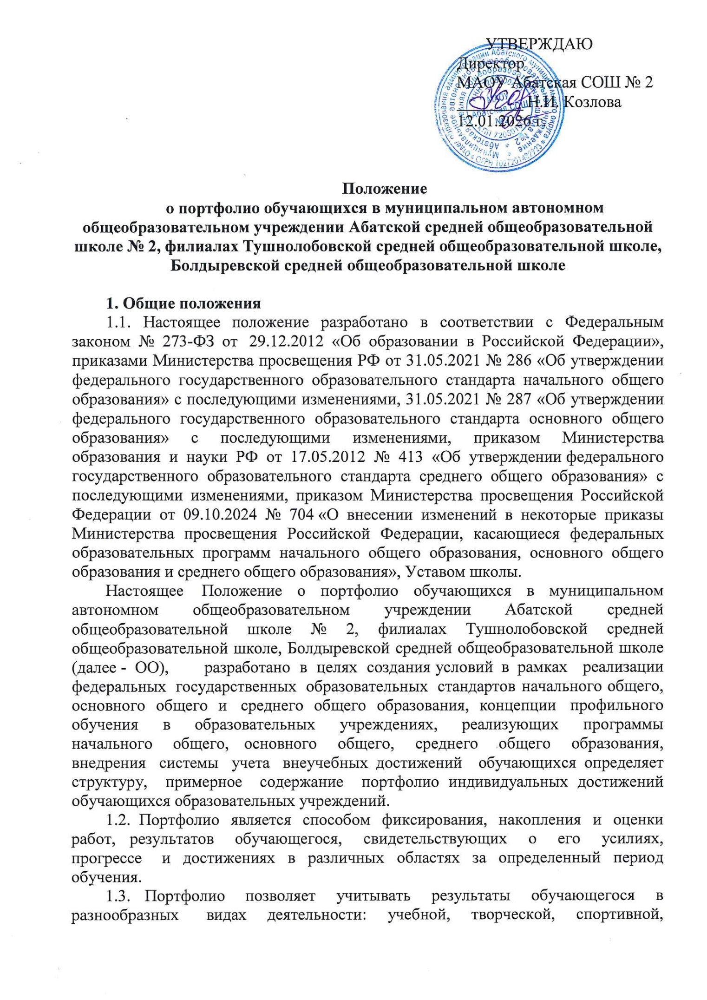 УТВЕРЖДАЮ
Директор
МАОУ Абатская СОШ № 2
Н.И. Козлова
12.01.2026 г.
Положение
о портфолио обучающихся в муниципальном автономном
общеобразовательном учреждении Абатской средней общеобразовательной
школе № 2, филиалах Тушнолобовской средней общеобразовательной школе,
Болдыревской средней общеобразовательной школе
1. Общие положения
1.1. Настоящее положение разработано в соответствии с Федеральным
законом № 273-ФЗ от 29.12.2012 «Об образовании в Российской Федерации»,
приказами Министерства просвещения РФ от 31.05.2021 № 286 «Об утверждении
федерального государственного образовательного стандарта начального общего
образования» с последующими изменениями, 31.05.2021 № 287 «Об утверждении
федерального государственного образовательного стандарта основного общего
образования» с последующими изменениями, приказом Министерства
образования и науки РФ от 17.05.2012 № 413 «Об утверждении федерального
государственного образовательного стандарта среднего общего образования» с
последующими изменениями, приказом Министерства просвещения Российской
Федерации от 09.10.2024 № 704 «О внесении изменений в некоторые приказы
Министерства просвещения Российской Федерации, касающиеся федеральных
образовательных программ начального общего образования, основного общего
образования и среднего общего образования», Уставом школы.
Настоящее Положение о портфолио обучающихся в муниципальном
автономном общеобразовательном учреждении Абатской средней
общеобразовательной школе № 2, филиалах Тушнолобовской средней
общеобразовательной школе, Болдыревской средней общеобразовательной школе
(далее - ОО), разработано в целях создания условий в рамках реализации
федеральных государственных образовательных стандартов начального общего,
основного общего и среднего общего образования, концепции профильного
обучения в образовательных учреждениях, реализующих программы
начального общего, основного общего, среднего общего образования,
внедрения системы учета внеучебных достижений обучающихся определяет
структуру, примерное содержание портфолио индивидуальных достижений
обучающихся образовательных учреждений.
1.2. Портфолио является способом фиксирования, накопления и оценки
работ, результатов обучающегося, свидетельствующих о его усилиях,
прогрессе и достижениях в различных областях за определенный период
обучения.
1.3. Портфолио позволяет учитывать результаты обучающегося в
разнообразных видах деятельности: учебной, творческой, спортивной,